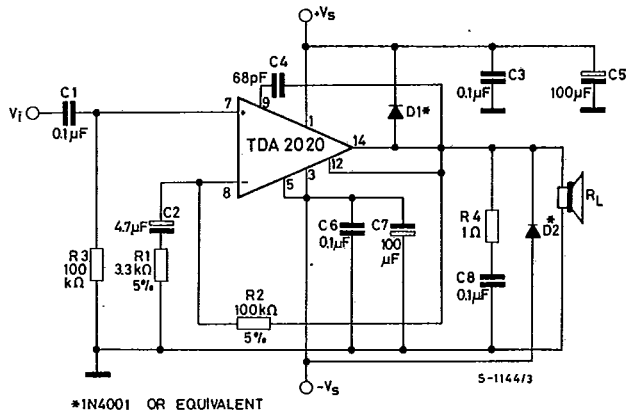 +Vs
C1
Vi
0.1µF
68pF
C4
9
7
+
1
TDA 2020
14
12
8
−
5
3
D1*
C3
0.1µF
C5
100µF
C2
4.7µF
R3
100
kΩ
R1
3.3kΩ
5%
R2
100kΩ
5%
C6
0.1µF
C7
100
µF
R4
1Ω
C8
0.1µF
*
D2
RL
-Vs
S-1144/3
*1N4001 OR EQUIVALENT